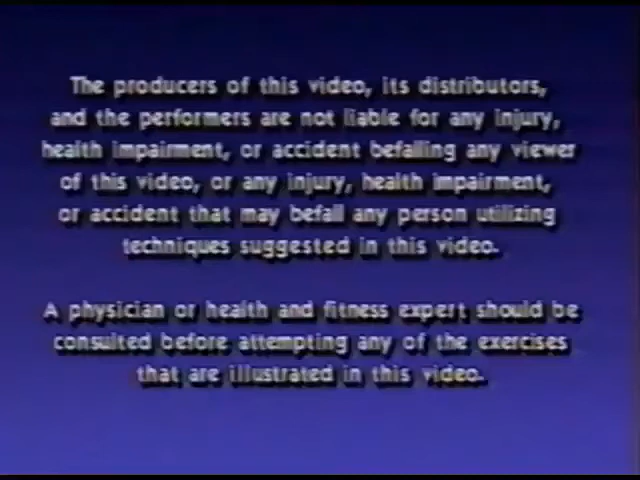 The producers of this video, its distributors,
and the performers are not liable for any injury,
health impairment, or accident befalling any viewer
of this video, or any injury, health impairment,
or accident that may befall any person utilizing
techniques suggested in this video.
A physician or health and fitness expert should be
consulted before attempting any of the exercises
that are illustrated in this video.